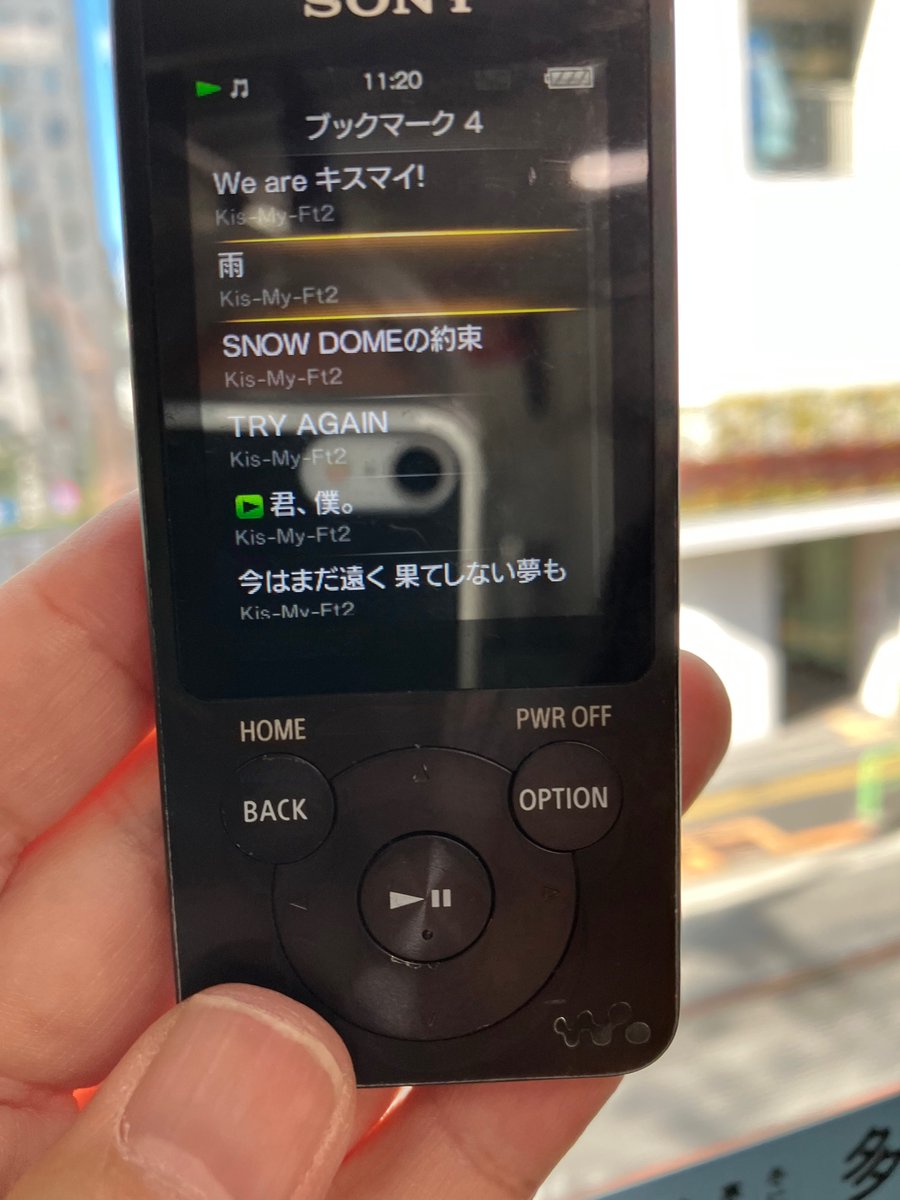 SONY
11:20
ブックマーク 4
We are キスマイ!
Kis-My-Ft2
雨
Kis-My-Ft2
SNOW DOMEの約束
Kis-My-Ft2
TRY AGAIN
Kis-My-Ft2
君、僕。
Kis-My-Ft2
今はまだ遠く 果てしない夢も
Kis-My-Ft2
HOME
PWR OFF
BACK
OPTION
多